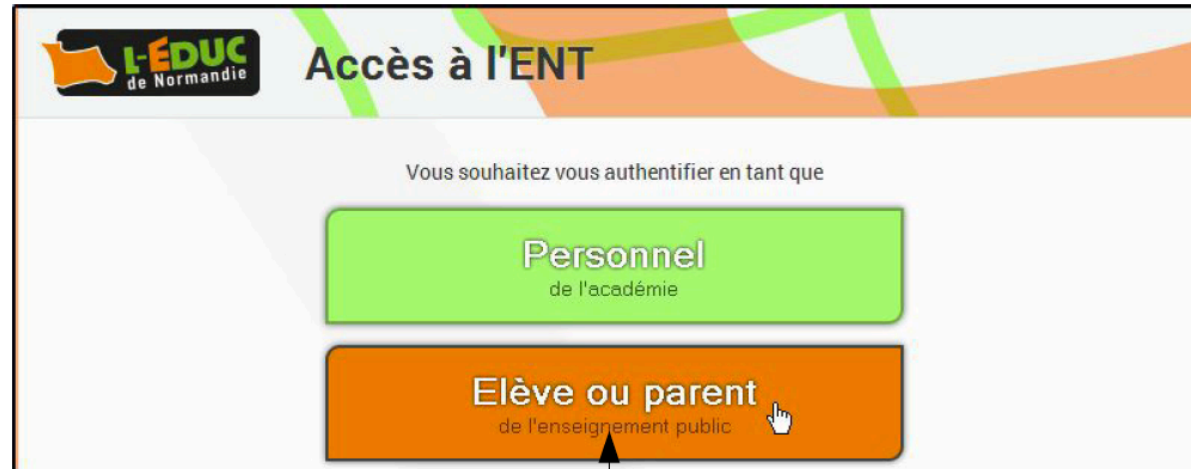 L-ÉDUC
de Normandie
Accès à l'ENT
Vous souhaitez vous authentifier en tant que
Personnel
de l'académie
Elève ou parent
de l'enseignement public